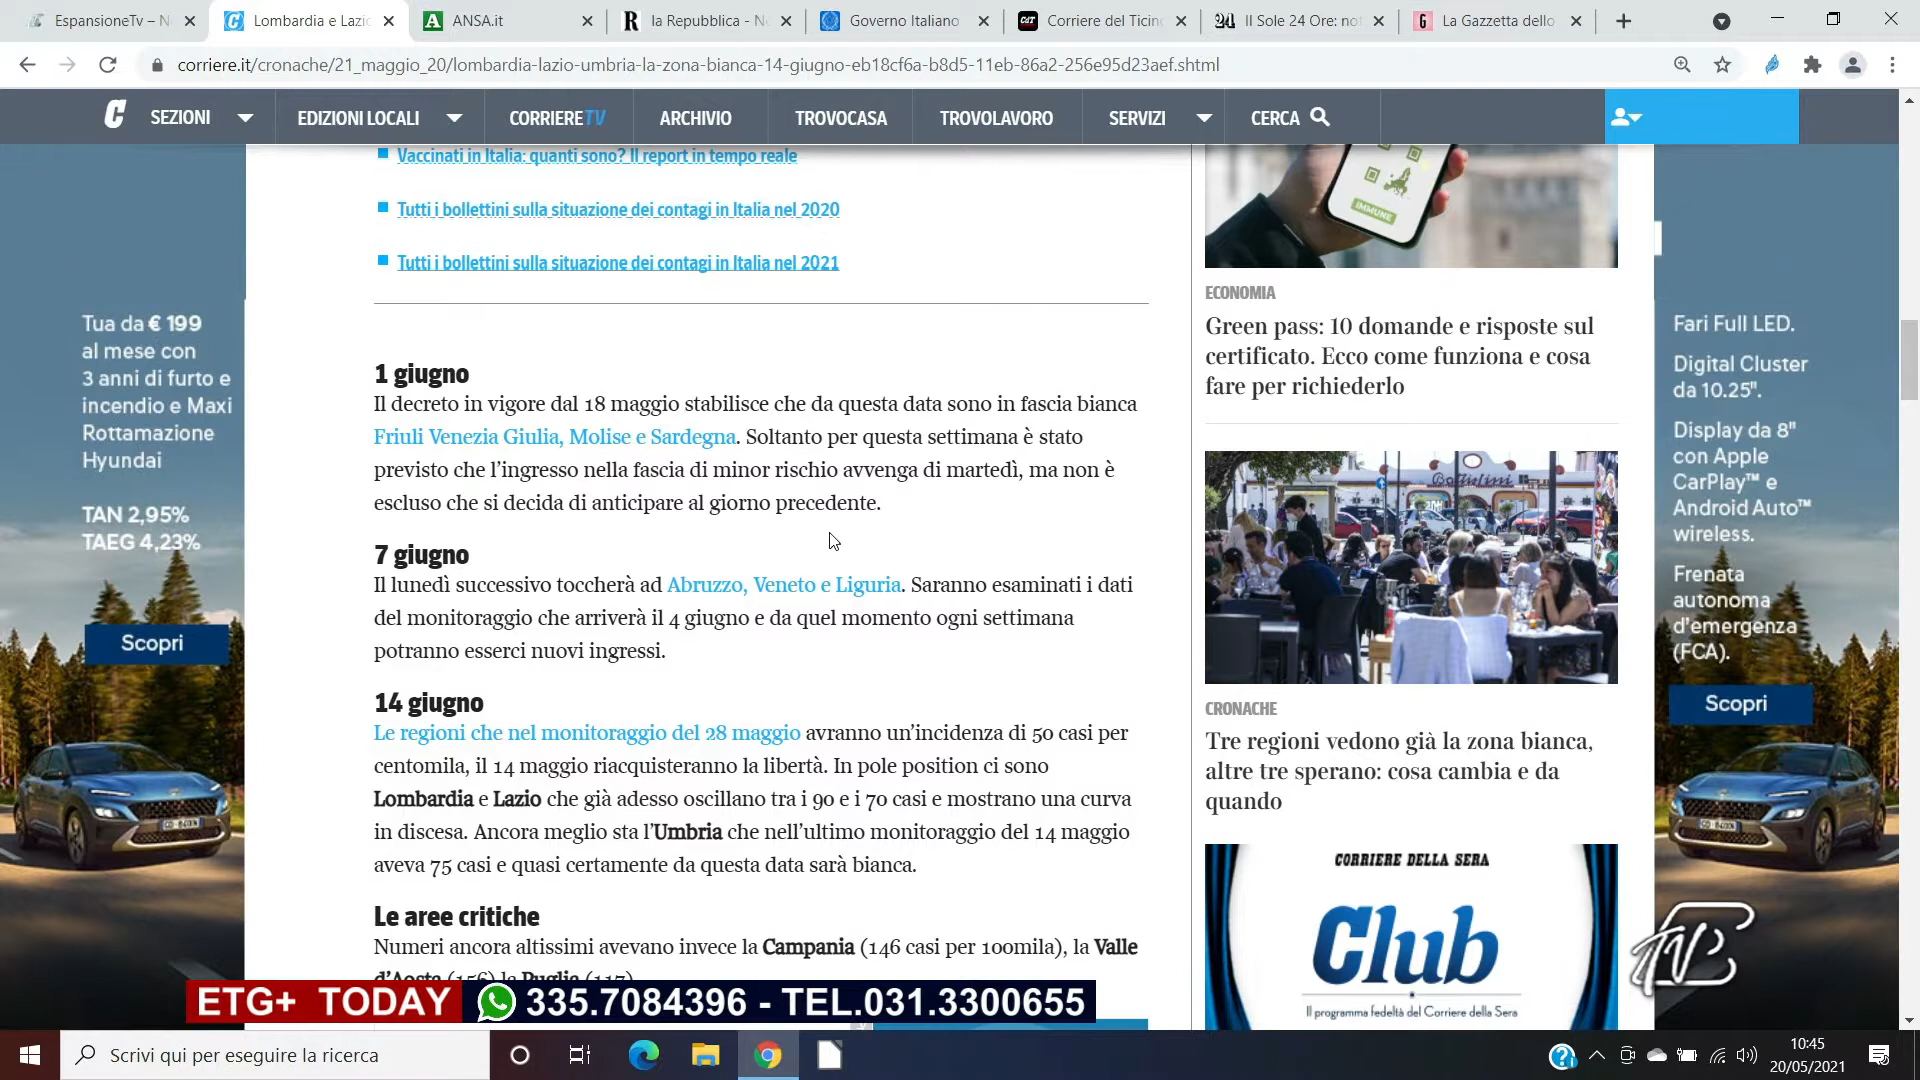 EspansioneTv – N
Lombardia e Lazio
ANSA.it
la Repubblica - Ne
Governo Italiano
Corriere del Ticino
Il Sole 24 Ore: not
La Gazzetta dello
corriere.it/cronache/21_maggio_20/lombardia-lazio-umbria-la-zona-bianca-14-giugno-eb18cf6a-b8d5-11eb-86a2-256e95d23aef.shtml
SEZIONI
EDIZIONI LOCALI
CORRIERETV
ARCHIVIO
TROVOCASA
TROVOLAVORO
SERVIZI
CERCA
Vaccinati in Italia: quanti sono? Il report in tempo reale
Tutti i bollettini sulla situazione dei contagi in Italia nel 2020
Tutti i bollettini sulla situazione dei contagi in Italia nel 2021
1 giugno
Il decreto in vigore dal 18 maggio stabilisce che da questa data sono in fascia bianca
Friuli Venezia Giulia, Molise e Sardegna. Soltanto per questa settimana è stato
previsto che l’ingresso nella fascia di minor rischio avvenga di martedì, ma non è
escluso che si decida di anticipare al giorno precedente.
7 giugno
Il lunedì successivo toccherà ad Abruzzo, Veneto e Liguria. Saranno esaminati i dati
del monitoraggio che arriverà il 4 giugno e da quel momento ogni settimana
potranno esserci nuovi ingressi.
14 giugno
Le regioni che nel monitoraggio del 28 maggio avranno un’incidenza di 50 casi per
centomila, il 14 maggio riacquisteranno la libertà. In pole position ci sono
Lombardia e Lazio che già adesso oscillano tra i 90 e i 70 casi e mostrano una curva
in discesa. Ancora meglio sta l’Umbria che nell’ultimo monitoraggio del 14 maggio
aveva 75 casi e quasi certamente da questa data sarà bianca.
Le aree critiche
Numeri ancora altissimi avevano invece la Campania (146 casi per 100mila), la Valle
d’Aosta (156) la Puglia (117)
IMMUNE
ECONOMIA
Green pass: 10 domande e risposte sul
certificato. Ecco come funziona e cosa
fare per richiederlo
CRONACHE
Tre regioni vedono già la zona bianca,
altre tre sperano: cosa cambia e da
quando
CORRIERE DELLA SERA
Club
Il programma fedeltà del Corriere della Sera
Tua da € 199
al mese con
3 anni di furto e
incendio e Maxi
Rottamazione
Hyundai
TAN 2,95%
TAEG 4,23%
Scopri
Fari Full LED.
Digital Cluster
da 10.25".
Display da 8"
con Apple
CarPlay™ e
Android Auto™
wireless.
Frenata
autonoma
d'emergenza
(FCA).
Scopri
ETG+ TODAY 335.7084396 - TEL.031.3300655
Scrivi qui per eseguire la ricerca
10:45
20/05/2021